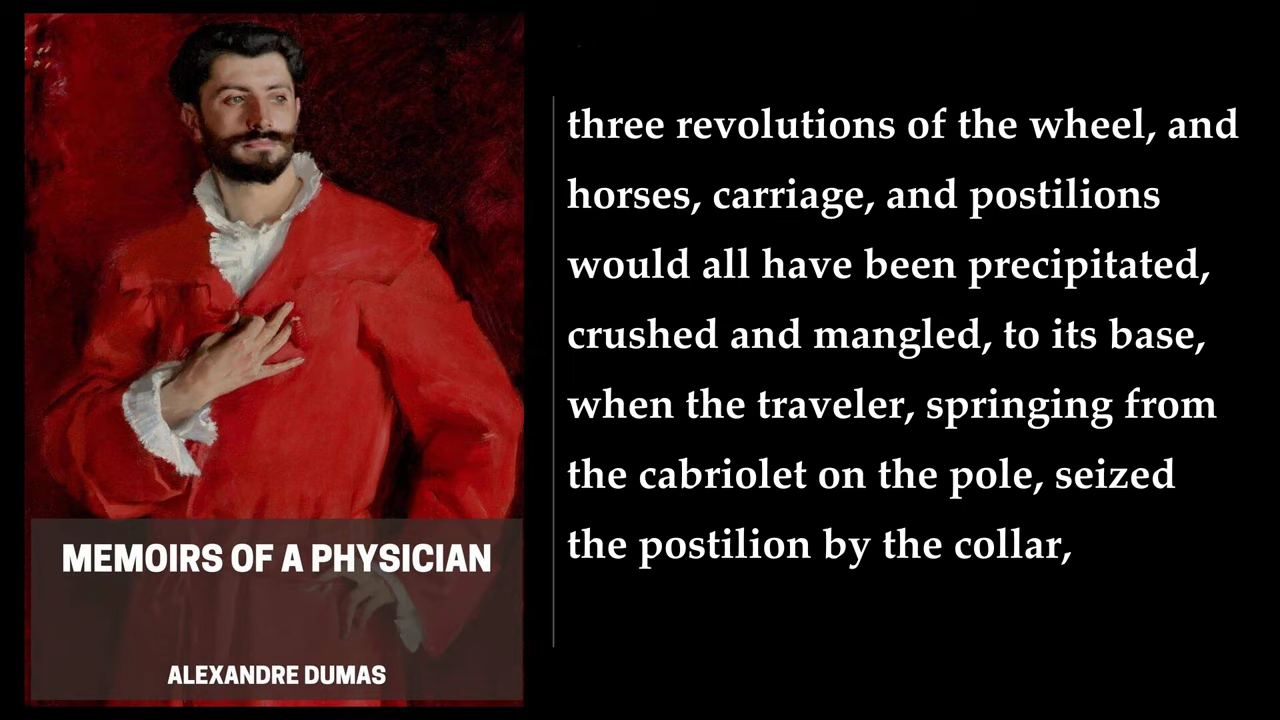 MEMOIRS OF A PHYSICIAN
ALEXANDRE DUMAS
three revolutions of the wheel, and
horses, carriage, and postilions
would all have been precipitated,
crushed and mangled, to its base,
when the traveler, springing from
the cabriolet on the pole, seized
the postilion by the collar,